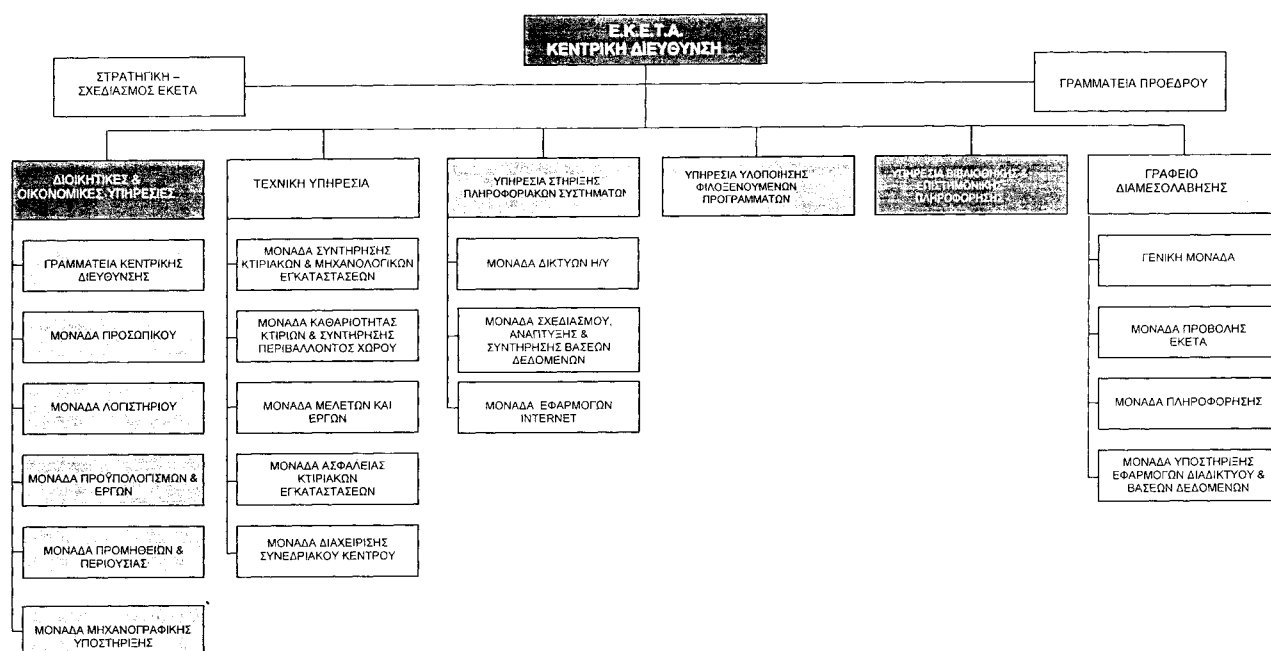 Ε.Κ.Ε.Τ.Α.
ΚΕΝΤΡΙΚΗ ΔΙΕΥΘΥΝΣΗ
ΣΤΡΑΤΗΓΙΚΗ –
ΣΧΕΔΙΑΣΜΟΣ ΕΚΕΤΑ
ΓΡΑΜΜΑΤΕΙΑ ΠΡΟΕΔΡΟΥ
ΔΙΟΙΚΗΤΙΚΕΣ &
ΟΙΚΟΝΟΜΙΚΕΣ ΥΠΗΡΕΣΙΕΣ
ΓΡΑΜΜΑΤΕΙΑ ΚΕΝΤΡΙΚΗΣ
ΔΙΕΥΘΥΝΣΗΣ
ΜΟΝΑΔΑ ΠΡΟΣΩΠΙΚΟΥ
ΜΟΝΑΔΑ ΛΟΓΙΣΤΗΡΙΟΥ
ΜΟΝΑΔΑ ΠΡΟΫΠΟΛΟΓΙΣΜΩΝ &
ΕΡΓΩΝ
ΜΟΝΑΔΑ ΠΡΟΜΗΘΕΙΩΝ &
ΠΕΡΙΟΥΣΙΑΣ
ΜΟΝΑΔΑ ΜΗΧΑΝΟΓΡΑΦΙΚΗΣ
ΥΠΟΣΤΗΡΙΞΗΣ
ΤΕΧΝΙΚΗ ΥΠΗΡΕΣΙΑ
ΜΟΝΑΔΑ ΣΥΝΤΗΡΗΣΗΣ
ΚΤΙΡΙΑΚΩΝ & ΜΗΧΑΝΟΛΟΓΙΚΩΝ
ΕΓΚΑΤΑΣΤΑΣΕΩΝ
ΜΟΝΑΔΑ ΚΑΘΑΡΙΟΤΗΤΑΣ
ΚΤΙΡΙΩΝ & ΣΥΝΤΗΡΗΣΗΣ
ΠΕΡΙΒΑΛΛΟΝΤΟΣ ΧΩΡΟΥ
ΜΟΝΑΔΑ ΜΕΛΕΤΩΝ ΚΑΙ
ΕΡΓΩΝ
ΜΟΝΑΔΑ ΑΣΦΑΛΕΙΑΣ
ΚΤΙΡΙΑΚΩΝ
ΕΓΚΑΤΑΣΤΑΣΕΩΝ
ΜΟΝΑΔΑ ΔΙΑΧΕΙΡΙΣΗΣ
ΣΥΝΕΔΡΙΑΚΟΥ ΚΕΝΤΡΟΥ
ΥΠΗΡΕΣΙΑ ΣΤΗΡΙΞΗΣ
ΠΛΗΡΟΦΟΡΙΑΚΩΝ ΣΥΣΤΗΜΑΤΩΝ
ΜΟΝΑΔΑ ΔΙΚΤΥΩΝ Η/Υ
ΜΟΝΑΔΑ ΣΧΕΔΙΑΣΜΟΥ,
ΑΝΑΠΤΥΞΗΣ &
ΣΥΝΤΗΡΗΣΗΣ ΒΑΣΕΩΝ
ΔΕΔΟΜΕΝΩΝ
ΜΟΝΑΔΑ ΕΦΑΡΜΟΓΩΝ
INTERNET
ΥΠΗΡΕΣΙΑ ΥΛΟΠΟΙΗΣΗΣ
ΦΙΛΟΞΕΝΟΥΜΕΝΩΝ
ΠΡΟΓΡΑΜΜΑΤΩΝ
ΥΠΗΡΕΣΙΑ ΒΙΒΛΙΟΘΗΚΗΣ &
ΕΠΙΣΤΗΜΟΝΙΚΗΣ
ΠΛΗΡΟΦΟΡΗΣΗΣ
ΓΡΑΦΕΙΟ
ΔΙΑΜΕΣΟΛΑΒΗΣΗΣ
ΓΕΝΙΚΗ ΜΟΝΑΔΑ
ΜΟΝΑΔΑ ΠΡΟΒΟΛΗΣ
ΕΚΕΤΑ
ΜΟΝΑΔΑ ΠΛΗΡΟΦΟΡΗΣΗΣ
ΜΟΝΑΔΑ ΥΠΟΣΤΗΡΙΞΗΣ
ΕΦΑΡΜΟΓΩΝ ΔΙΑΔΙΚΤΥΟΥ &
ΒΑΣΕΩΝ ΔΕΔΟΜΕΝΩΝ